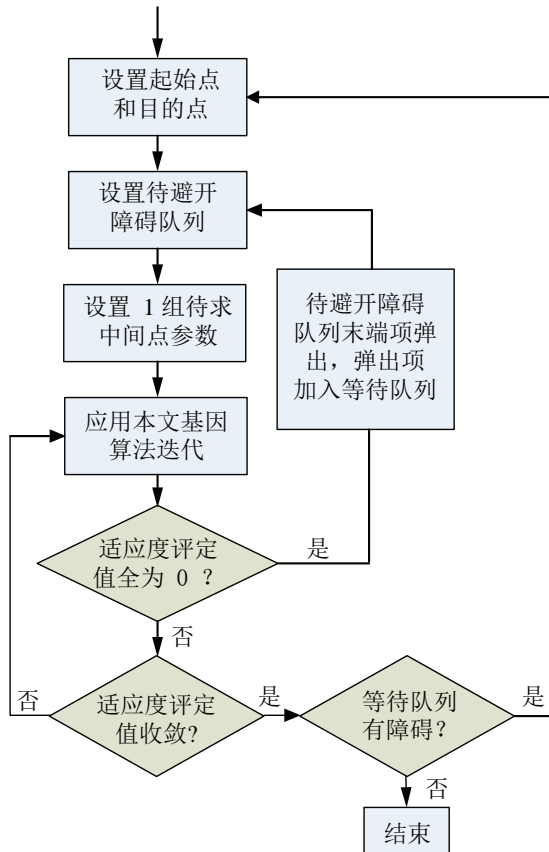 设置起始点
和目的点
设置待避开
障碍队列
设置 1 组待求
中间点参数
待避开障碍
队列末端项弹
出，弹出项
加入等待队列
应用本文基因
算法迭代
适应度评定
值全为 0 ？
是
否
适应度评定
值收敛?
否
是
等待队列
有障碍?
是
否
结束